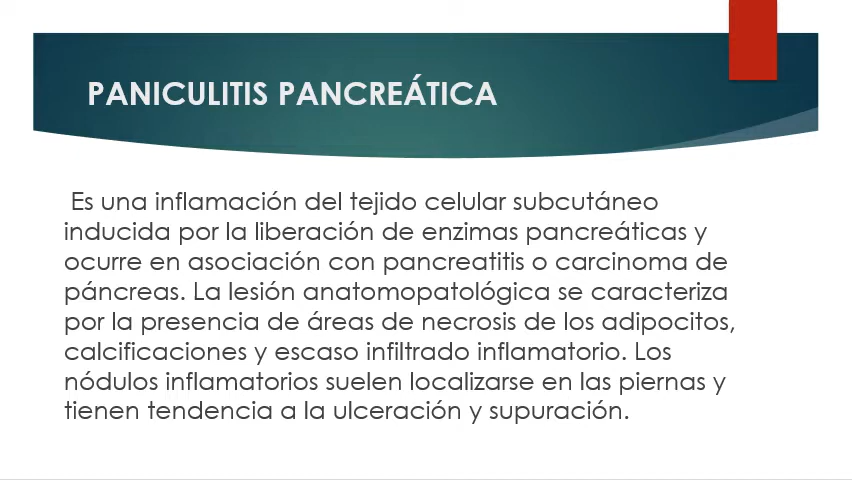 PANICULITIS PANCREÁTICA
Es una inflamación del tejido celular subcutáneo
inducida por la liberación de enzimas pancreáticas y
ocurre en asociación con pancreatitis o carcinoma de
páncreas. La lesión anatomopatológica se caracteriza
por la presencia de áreas de necrosis de los adipocitos,
calcificaciones y escaso infiltrado inflamatorio. Los
nódulos inflamatorios suelen localizarse en las piernas y
tienen tendencia a la ulceración y supuración.